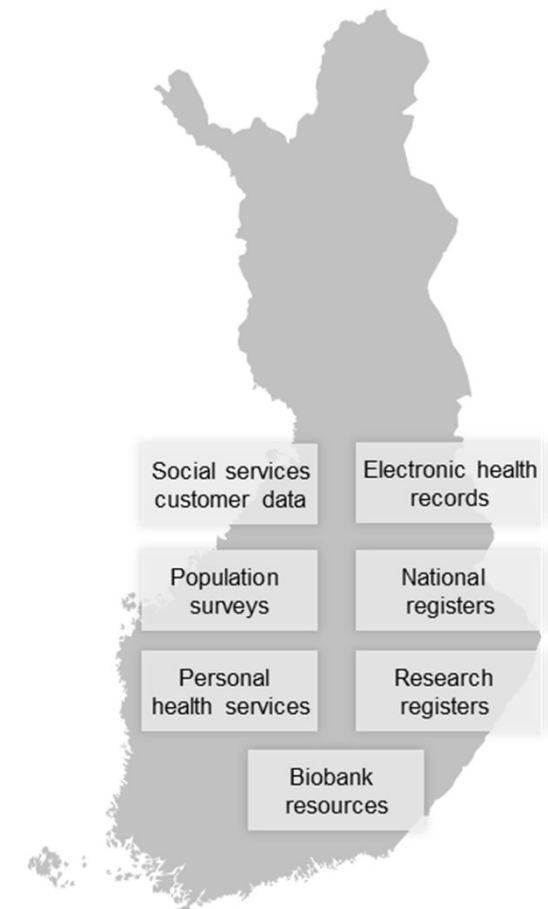 Social services
customer data
Electronic health
records
Population
surveys
National
registers
Personal
health services
Research
registers
Biobank
resources